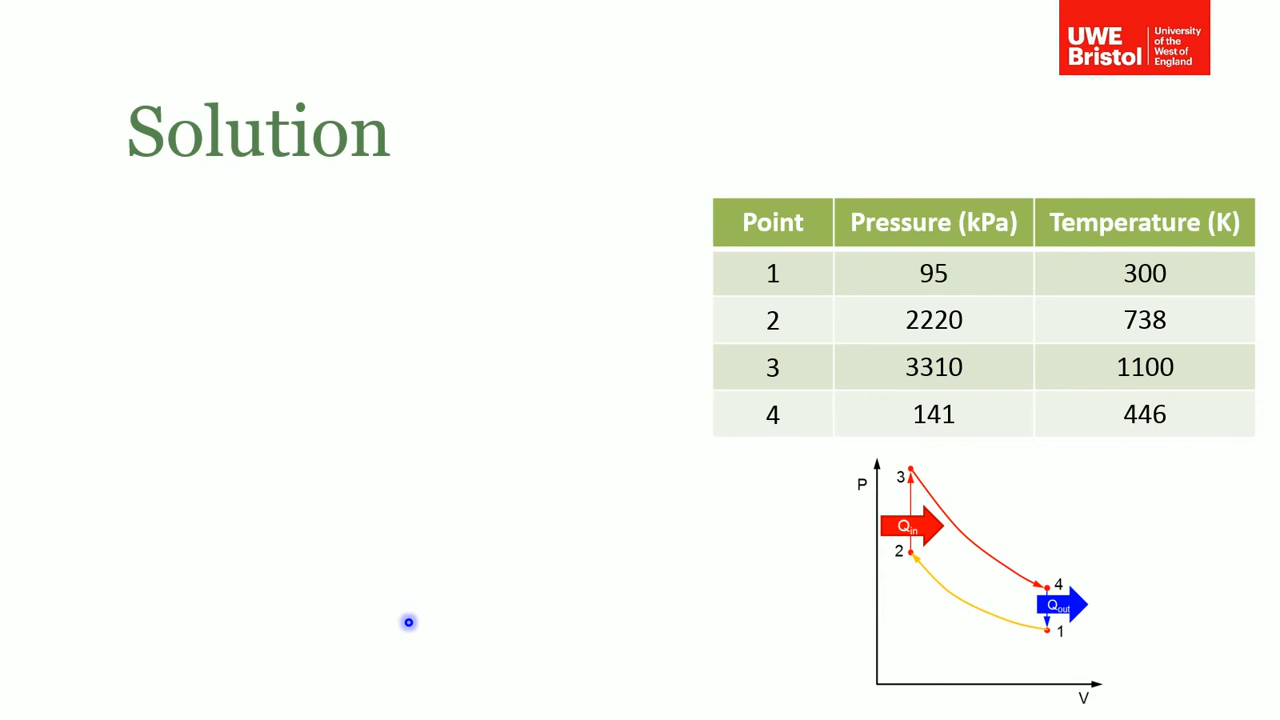 UWE
Bristol
University
of the
West of
England
Solution
Point Pressure (kPa) Temperature (K)
1 95 300
2 2220 738
3 3310 1100
4 141 446
P
3
Qin
2
4
Qout
1
V